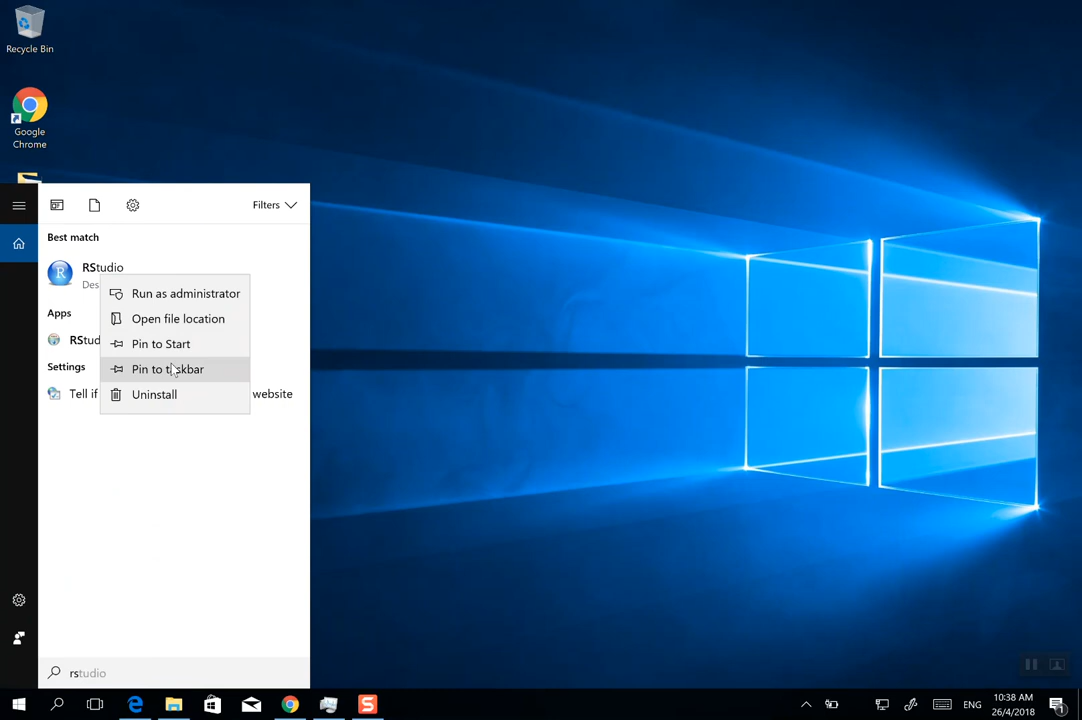 Recycle Bin
Google
Chrome
Filters
Best match
RStudio
Des
Run as administrator
Apps
Open file location
RStud
Pin to Start
Settings
Pin to taskbar
Tell if
Uninstall
website
rstudio
ENG
10:38 AM
26/4/2018
1
R
S